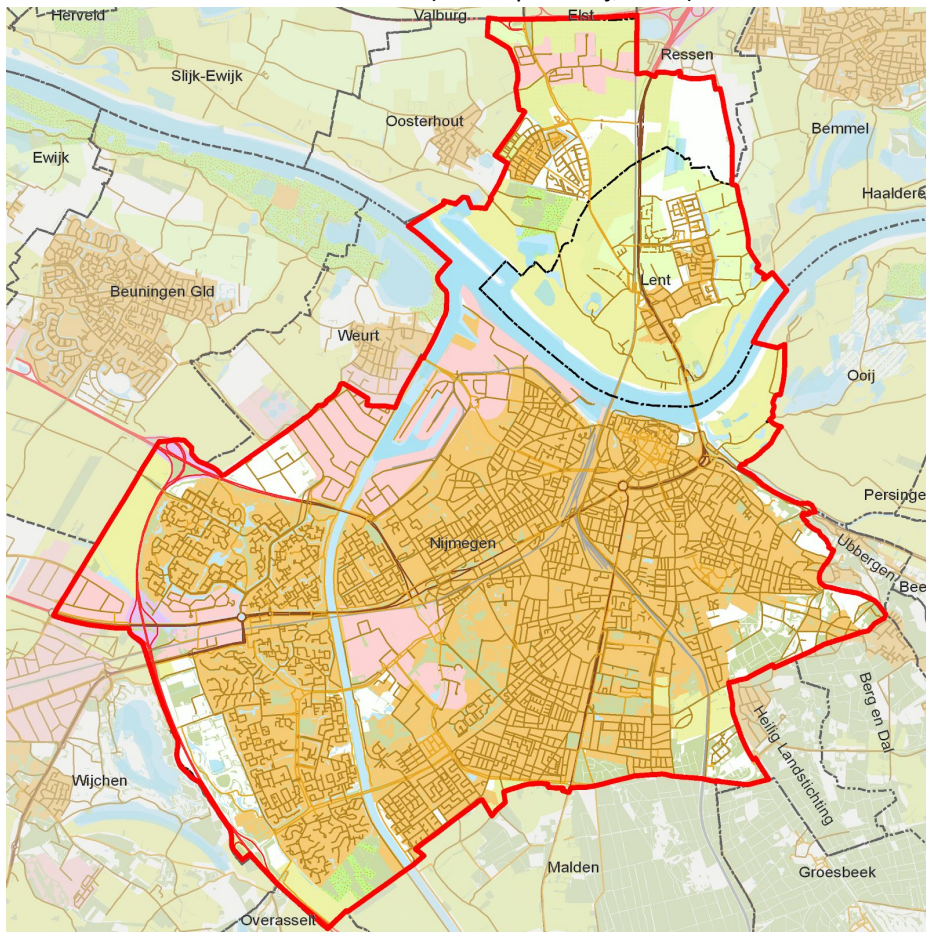 Herveld
Valburg
Elst
Ressen
Slijk-Ewijk
Oosterhout
Bemmel
Ewijk
Haaldere
Lent
Beuningen Gld
Weurt
Ooij
Persinge
Nijmegen
Ubbergen
Bee
Berg en Dal
Heilig Landstichting
Wijchen
Malden
Groesbeek
Overasselt